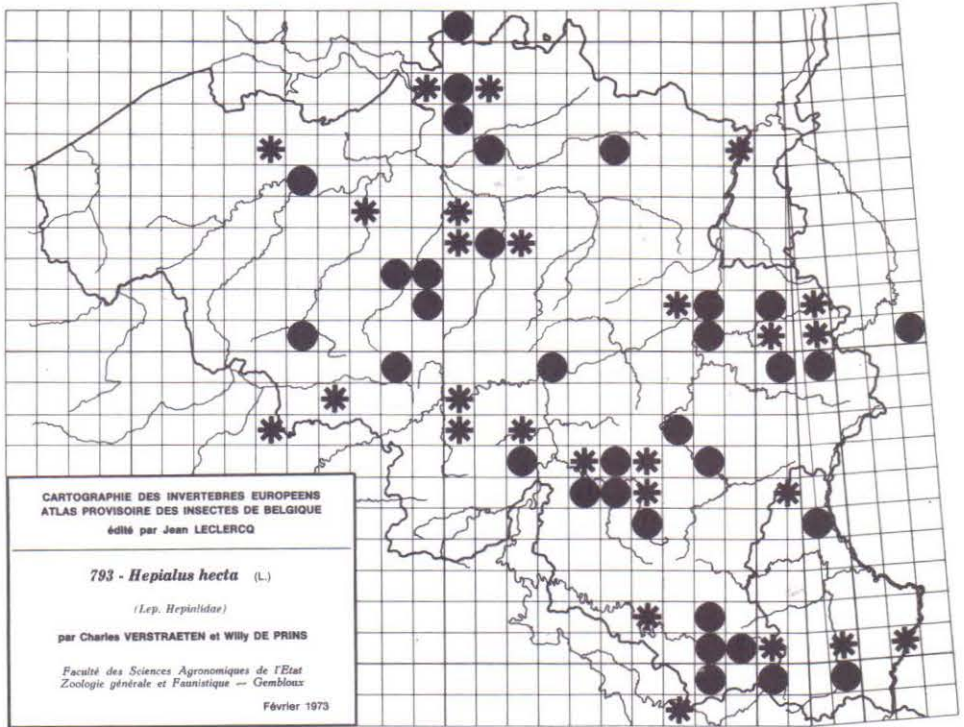 CARTOGRAPHIE DES INVERTEBRES EUROPEENS
ATLAS PROVISOIRE DES INSECTES DE BELGIQUE
édité par Jean LECLERCQ
793 - Hepialus hecta (L.)
(Lep. Hepialidae)
par Charles VERSTRAETEN et Willy DE PRINS
Faculté des Sciences Agronomiques de l'Etat
Zoologie générale et Faunistique — Gembloux
Février 1973